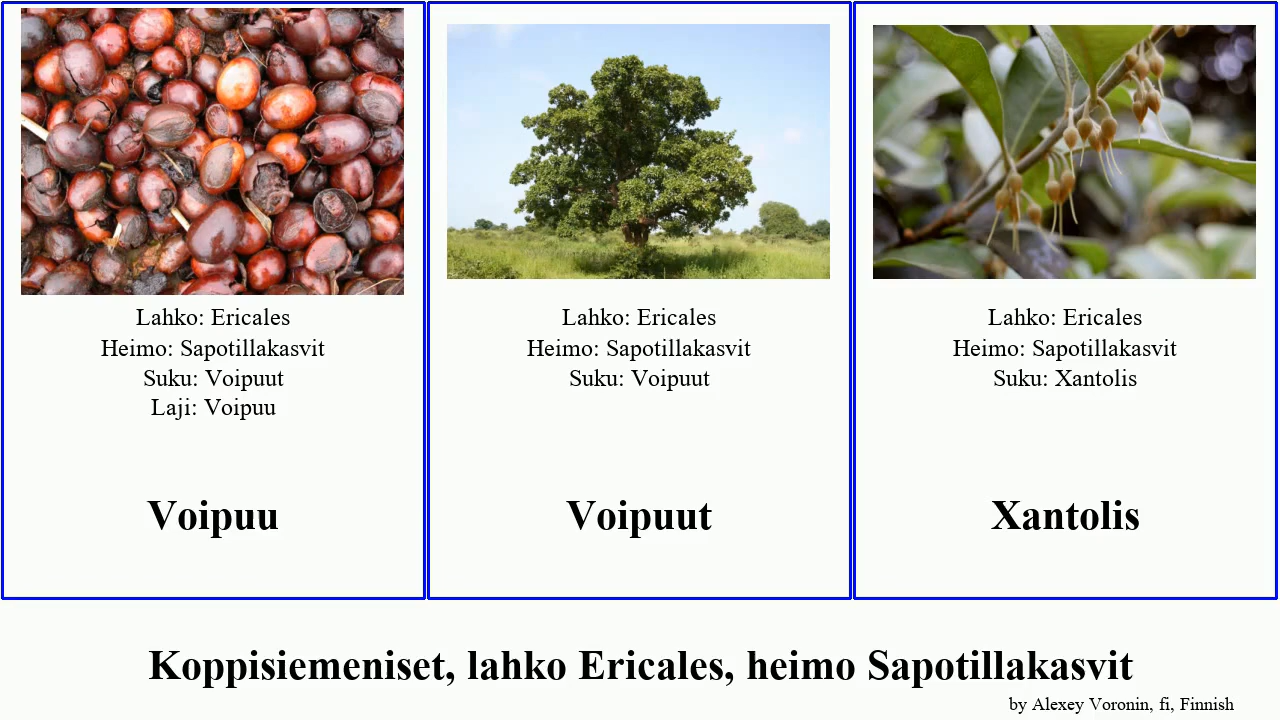 Lahko: Ericales
Heimo: Sapotillakasvit
Suku: Voipuut
Laji: Voipuu
Voipuu
Lahko: Ericales
Heimo: Sapotillakasvit
Suku: Voipuut
Voipuut
Lahko: Ericales
Heimo: Sapotillakasvit
Suku: Xantolis
Xantolis
Koppisiemeniset, lahko Ericales, heimo Sapotillakasvit
by Alexey Voronin, fi, Finnish